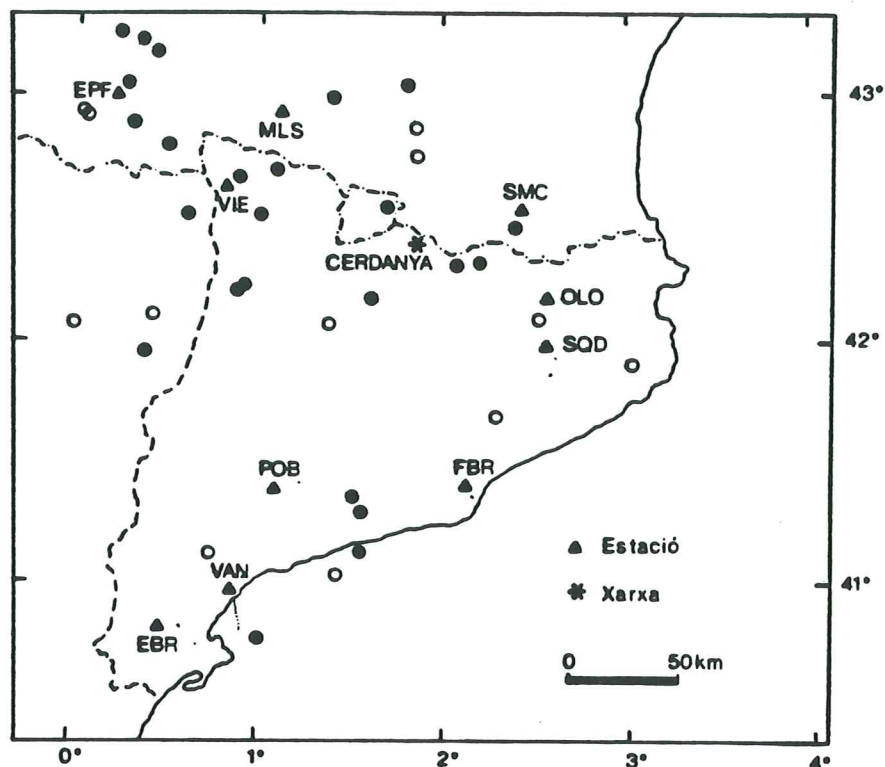 EPF
43°
MLS
VIE
SMC
CERDANYA
OLO
42°
SQD
POB
FBR
Estació
VAN
Xarxa
41°
EBR
0 50km
0° 1° 2° 3° 4°